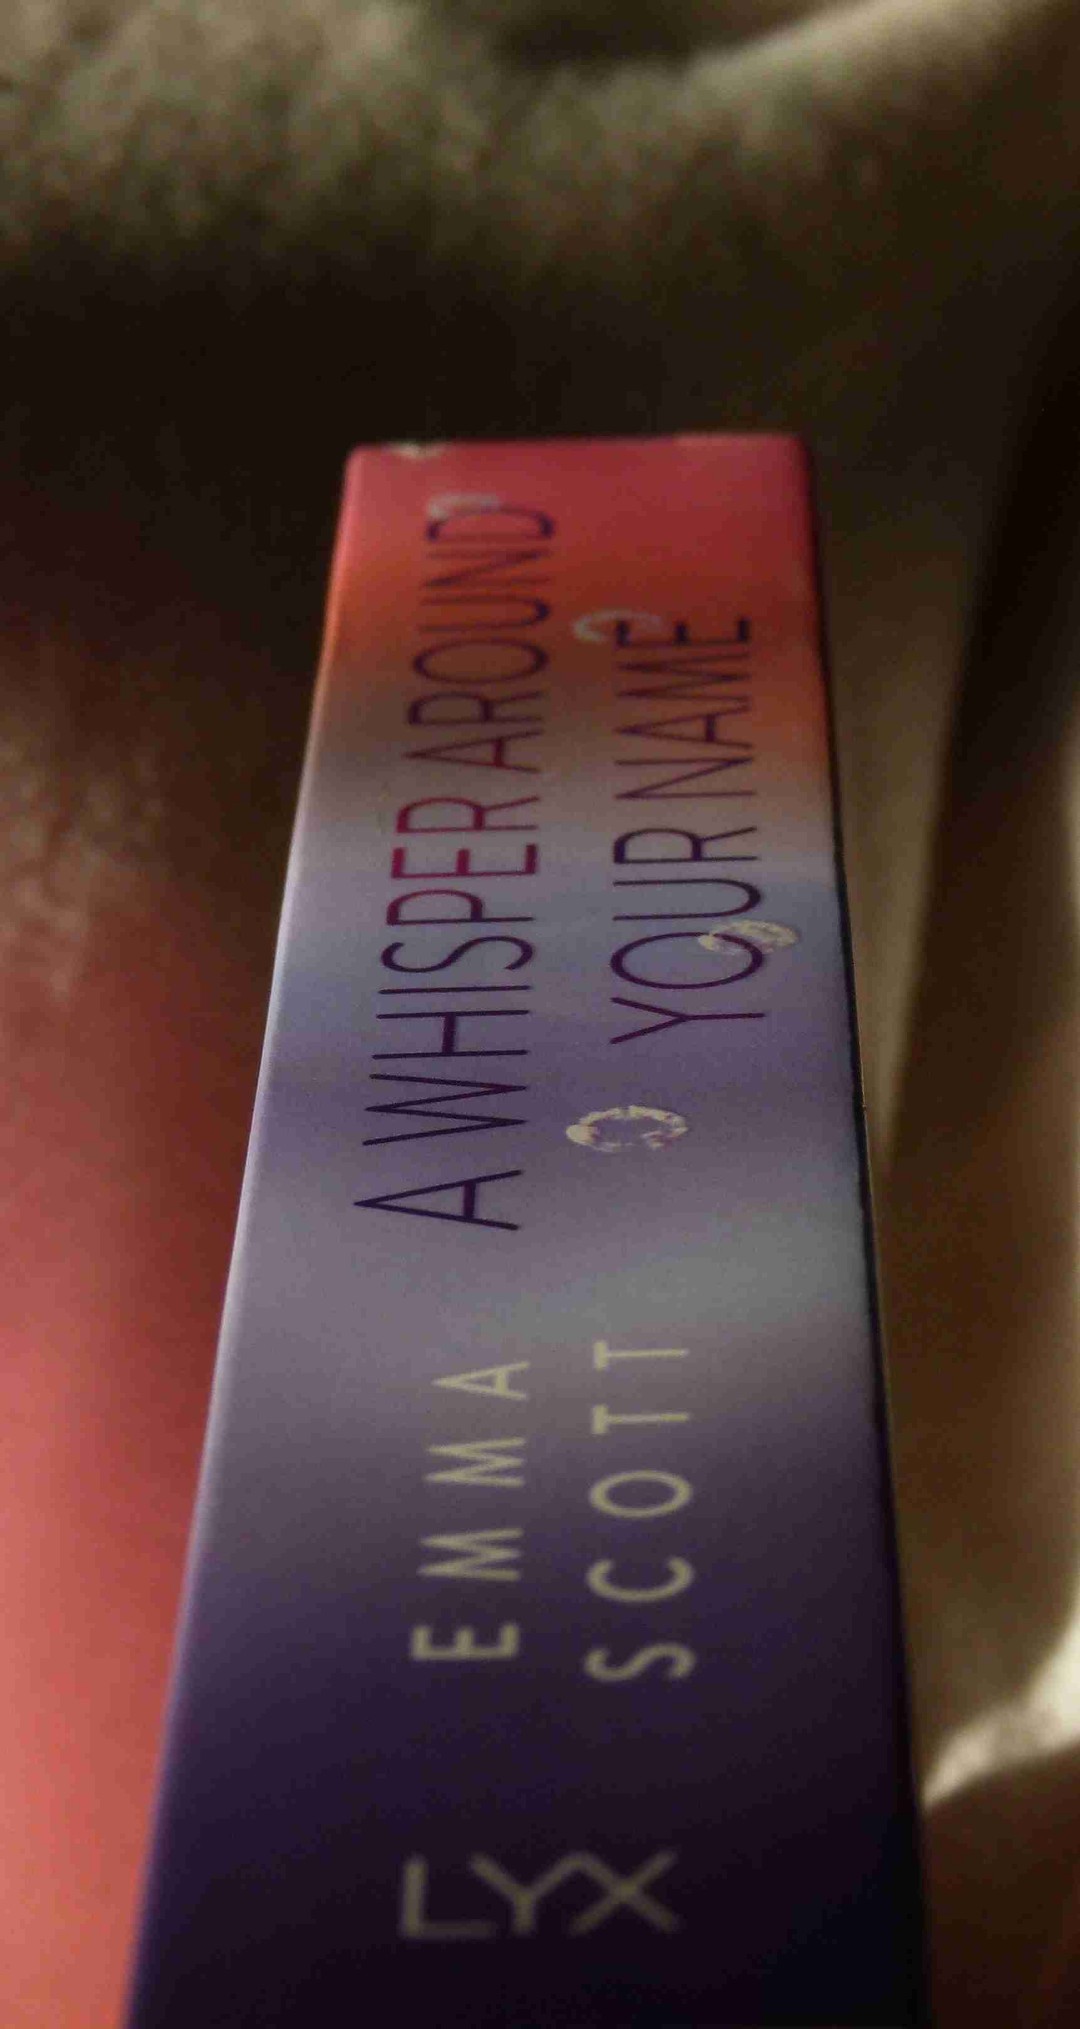 A WHISPER AROUND
YOUR NAME
EMMA
SCOTT
LYX